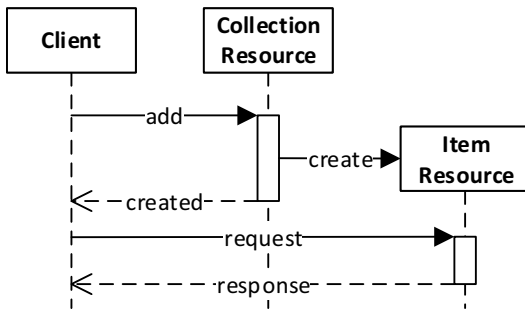 Client
Collection
Resource
add
Item
Resource
create
created
request
response